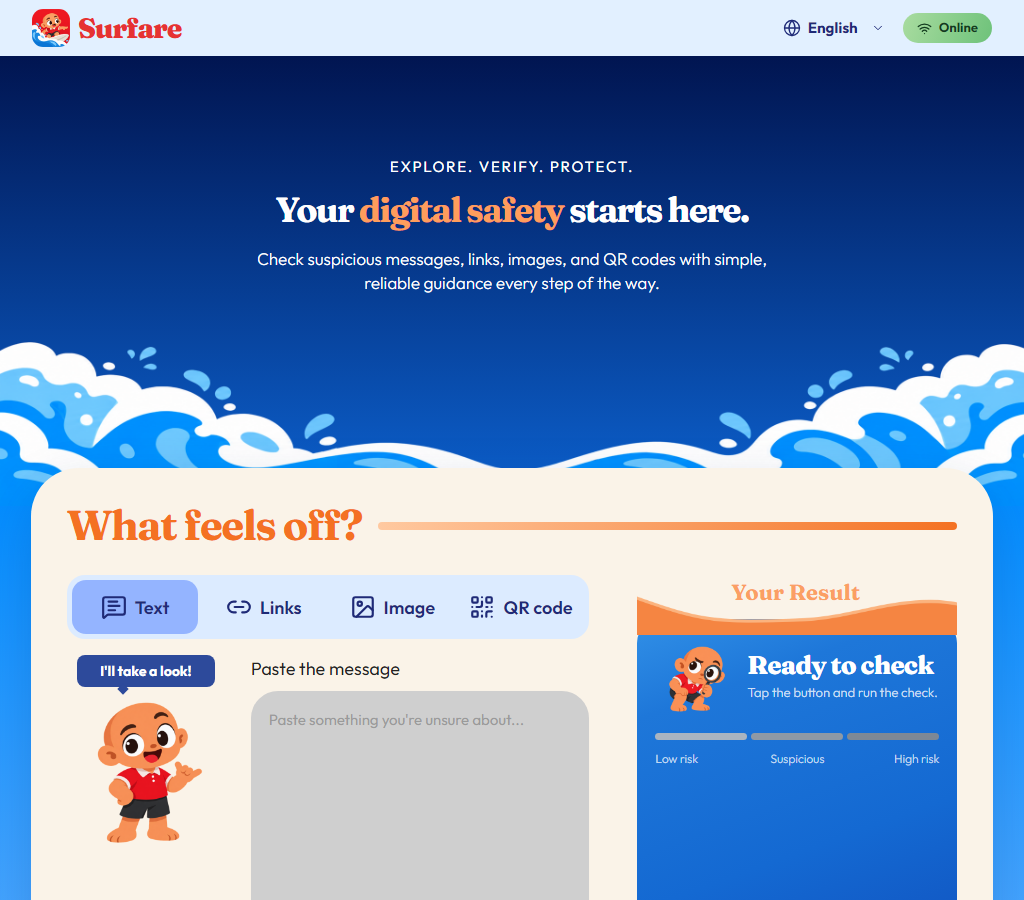 Surfare
English
Online
EXPLORE. VERIFY. PROTECT.
Your digital safety starts here.
Check suspicious messages, links, images, and QR codes with simple,
reliable guidance every step of the way.
What feels off?
Text
Links
Image
QR code
I'll take a look!
Paste the message
Paste something you're unsure about...
Your Result
Ready to check
Tap the button and run the check.
Low risk
Suspicious
High risk